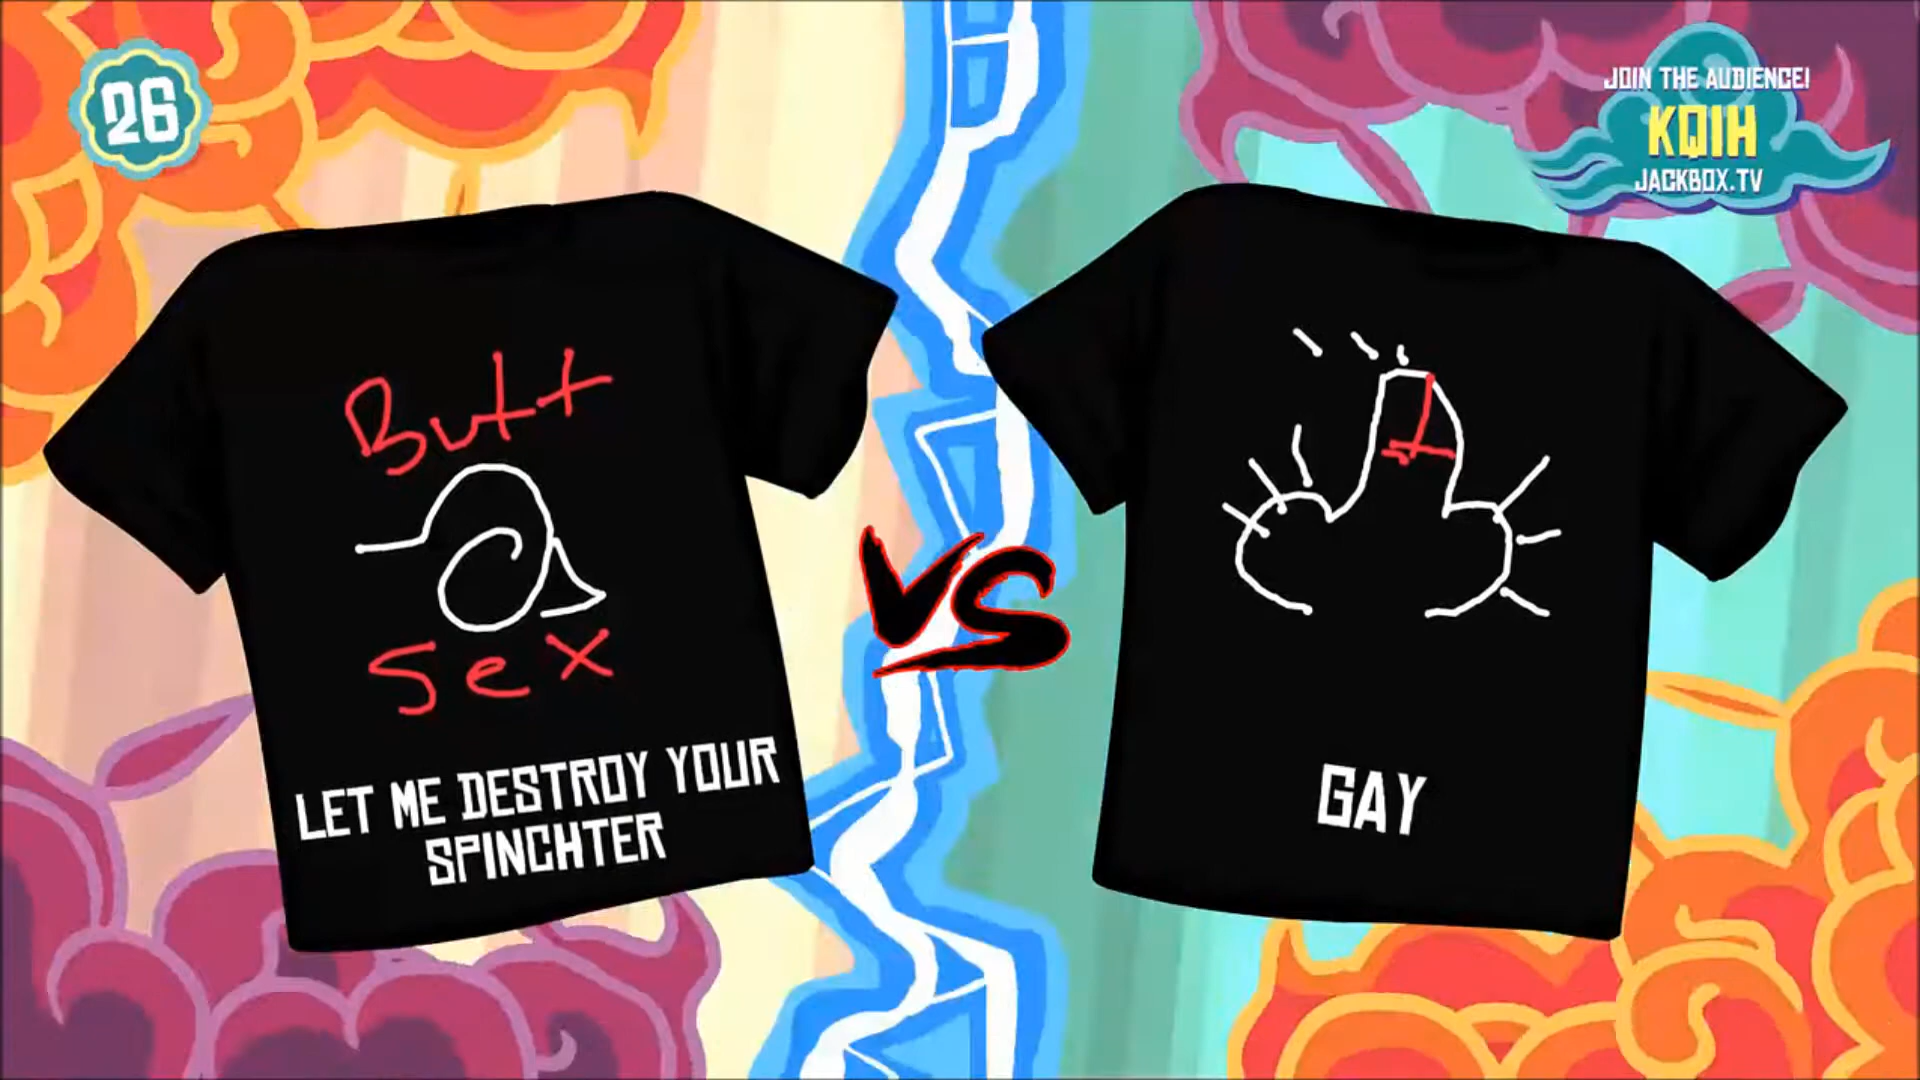 26
JOIN THE AUDIENCE!
KQIH
JACKBOX.TV
Butt
Sex
LET ME DESTROY YOUR
SPINCHTER
VS
GAY